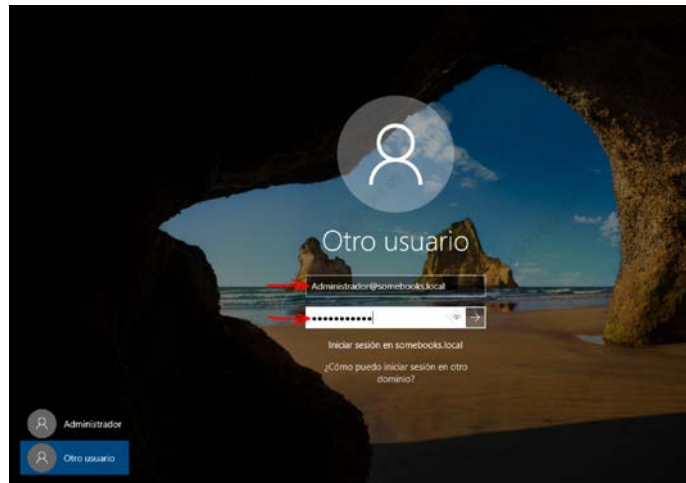 Otro usuario
Administrador@somebooks.local
Iniciar sesión en somebooks.local
¿Cómo puedo iniciar sesión en otro
dominio?
Administrador
Otro usuario